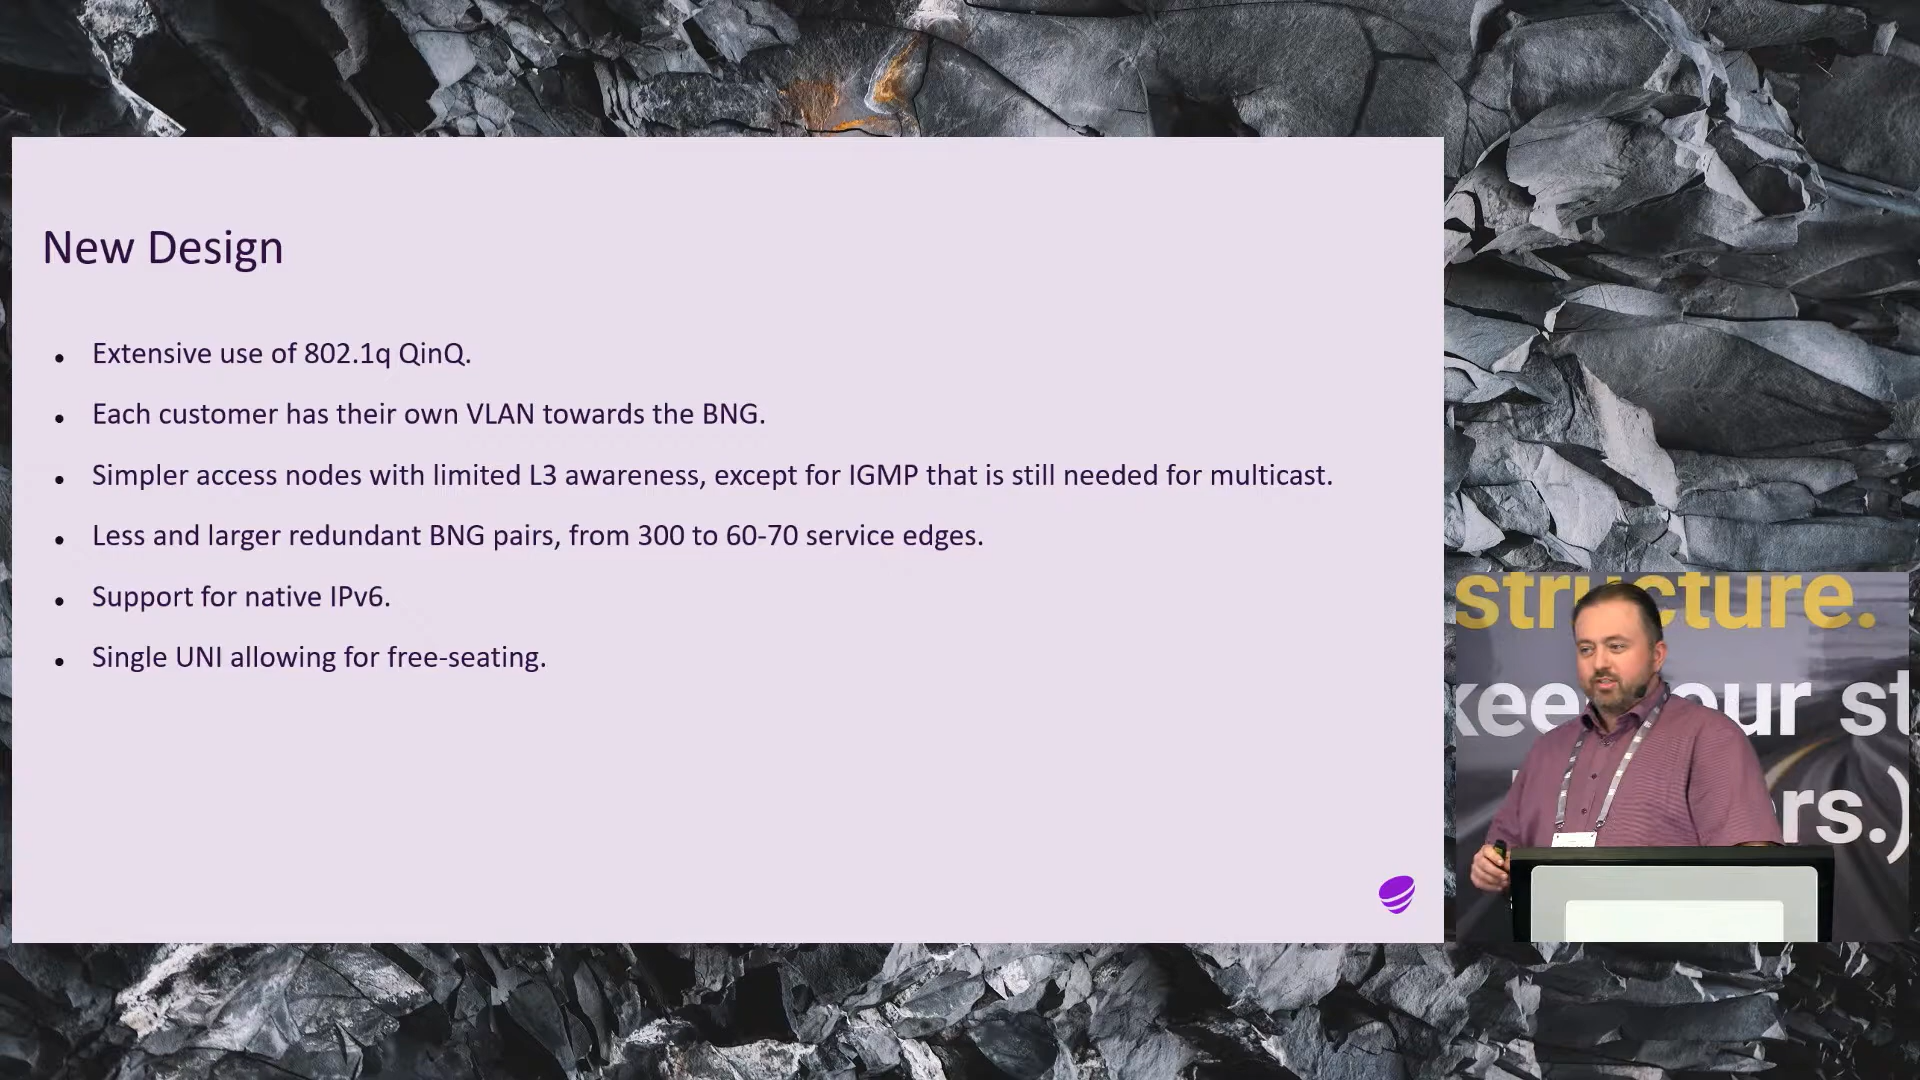 New Design
Extensive use of 802.1q QinQ.
Each customer has their own VLAN towards the BNG.
Simpler access nodes with limited L3 awareness, except for IGMP that is still needed for multicast.
Less and larger redundant BNG pairs, from 300 to 60-70 service edges.
Support for native IPv6.
Single UNI allowing for free-seating.
structure.